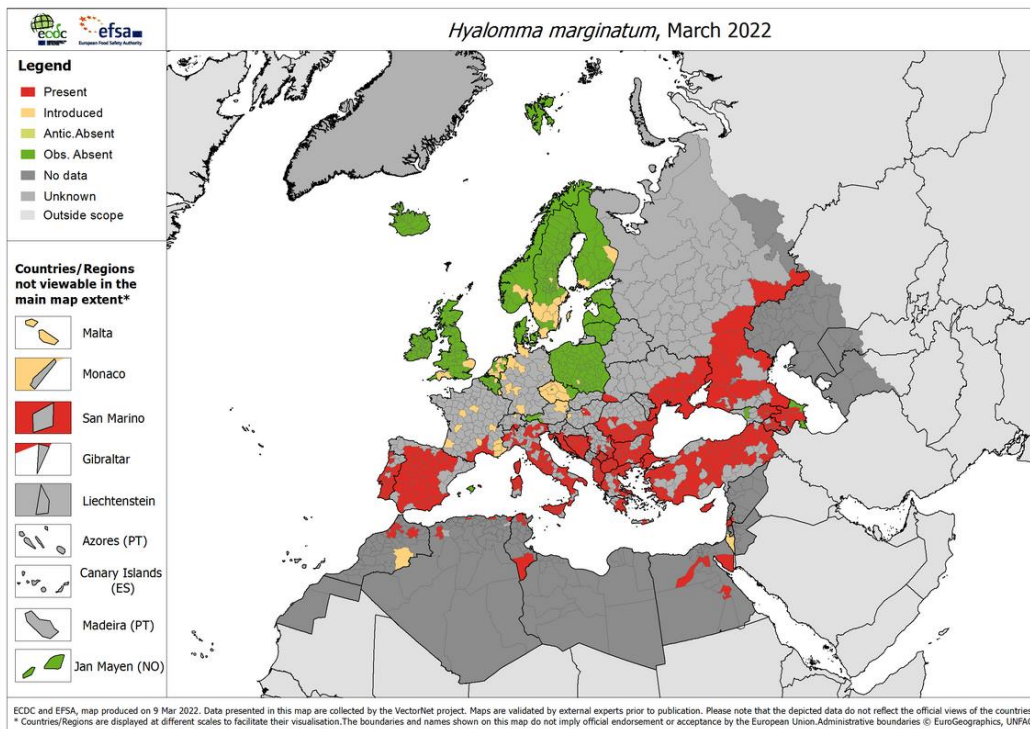 ecdc
efsa
European Food Safety Authority
Hyalomma marginatum, March 2022
Legend
Present
Introduced
Antic.Absent
Obs. Absent
No data
Unknown
Outside scope
Countries/Regions
not viewable in the
main map extent*
Malta
Monaco
San Marino
Gibraltar
Liechtenstein
Azores (PT)
Canary Islands
(ES)
Madeira (PT)
Jan Mayen (NO)
ECDC and EFSA, map produced on 9 Mar 2022. Data presented in this map are collected by the VectorNet project. Maps are validated by external experts prior to publication. Please note that the depicted data do not reflect the official views of the countries
* Countries/Regions are displayed at different scales to facilitate their visualisation.The boundaries and names shown on this map do not imply official endorsement or acceptance by the European Union.Administrative boundaries © EuroGeographics, UNFAO